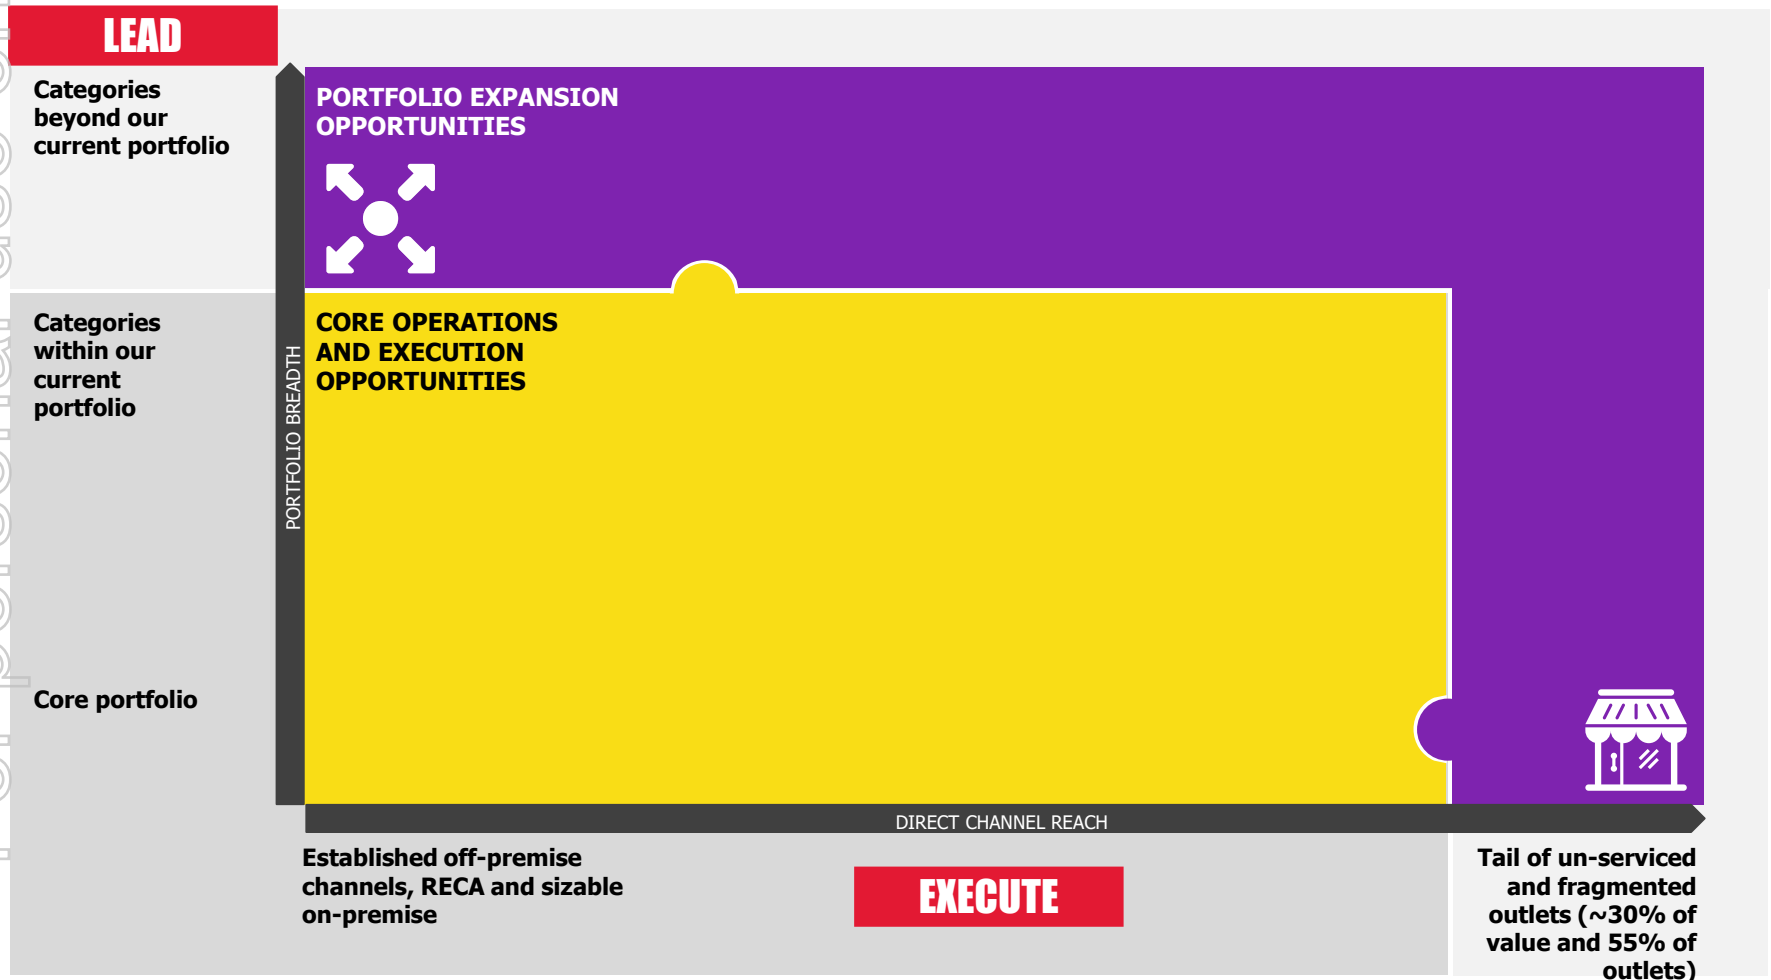 LEAD
Categories
beyond our
current portfolio
PORTFOLIO EXPANSION
OPPORTUNITIES
Categories
within our
current
portfolio
CORE OPERATIONS
AND EXECUTION
OPPORTUNITIES
PORTFOLIO BREADTH
Core portfolio
DIRECT CHANNEL REACH
Established off-premise
channels, RECA and sizable
on-premise
EXECUTE
Tail of un-serviced
and fragmented
outlets (~30% of
value and 55% of
outlets)